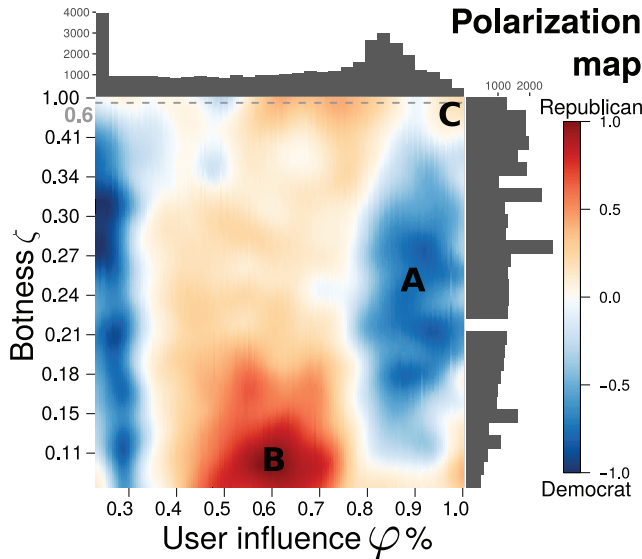 Polarization
map
4000
3000
2000
1000
1000 2000
Republican
1.00
0.6
C
0.41
0.34
0.30
0.27
0.24
0.21
0.18
0.15
0.11
A
B
Botness ζ
1.0
0.5
0.0
−0.5
−1.0
Democrat
0.3 0.4 0.5 0.6 0.7 0.8 0.9 1.0
User influence φ%